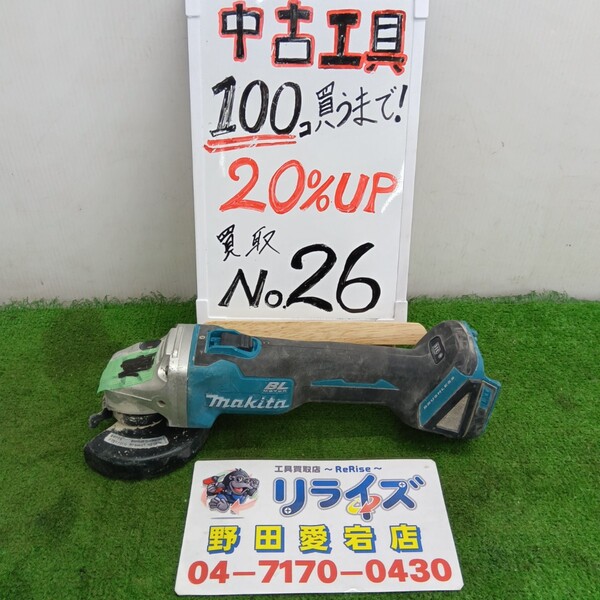 中古工具
100コ買うまで!
20%UP
買取
No.26
BL
makita
BRUSHLESS
工具買取店 ~ReRise~
リライズ
野田愛宕店
04-7170-0430